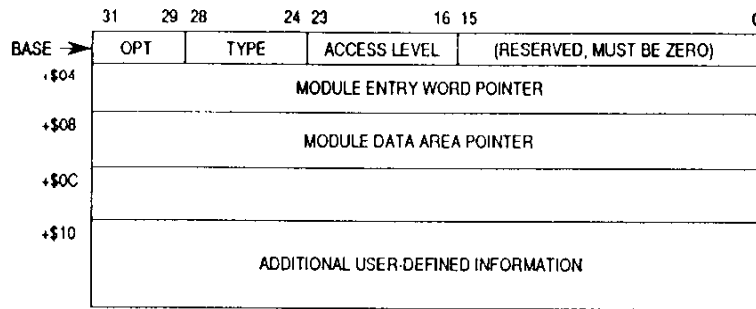 31 29 28 24 23 16 15 0
BASE OPT TYPE ACCESS LEVEL (RESERVED, MUST BE ZERO)
+$04 MODULE ENTRY WORD POINTER
+$08 MODULE DATA AREA POINTER
+$0C
+$10
ADDITIONAL USER-DEFINED INFORMATION